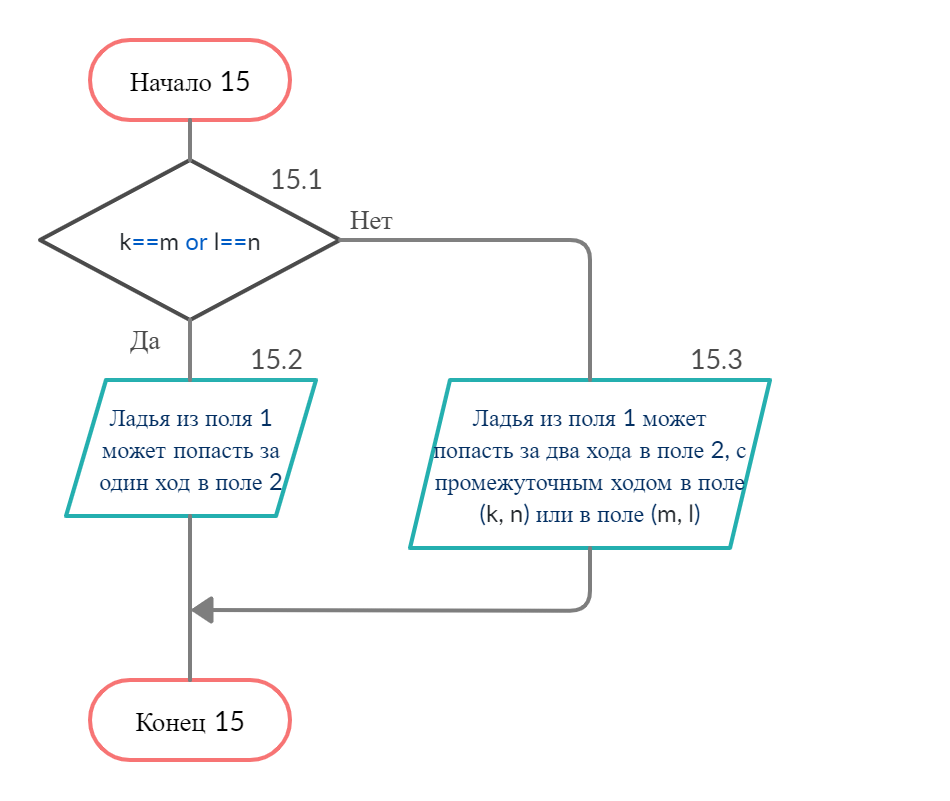 Начало 15
15.1
Нет
k==m or l==n
Да
15.2
15.3
Ладья из поля 1
может попасть за
один ход в поле 2
Ладья из поля 1 может
попасть за два хода в поле 2, с
промежуточным ходом в поле
(k, n) или в поле (m, l)
Конец 15